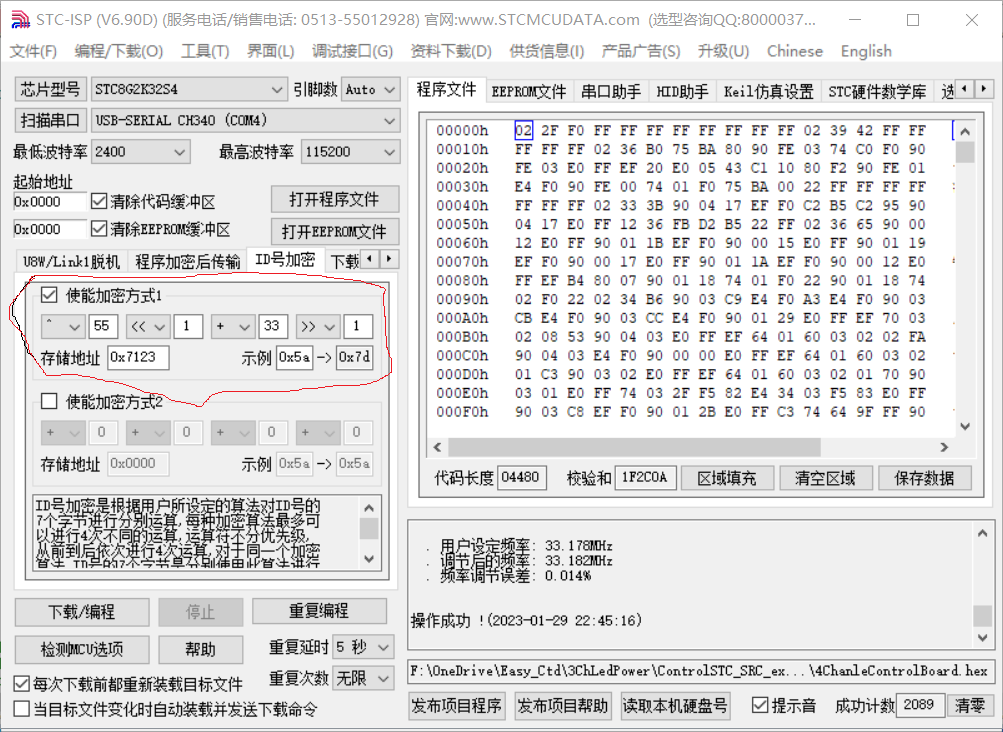 STC-ISP (V6.90D) (服务电话/销售电话: 0513-55012928) 官网:www.STCMCUDATA.com (选型咨询QQ:8000037...
文件(F) 编程/下载(O) 工具(T) 界面(L) 调试接口(G) 资料下载(D) 供货信息(I) 产品广告(S) 升级(U) Chinese English
芯片型号 STC8G2K32S4 引脚数 Auto
扫描串口 USB-SERIAL CH340 (COM4)
最低波特率 2400 最高波特率 115200
起始地址
0x0000 清除代码缓冲区 打开程序文件
0x0000 清除EEPROM缓冲区 打开EEPROM文件
U8W/Link1脱机 程序加密后传输 ID号加密 下载
使能加密方式1
^ 55 << 1 + 33 >> 1
存储地址 0x7123 示例 0x5a -> 0x7d
使能加密方式2
+ 0 + 0 + 0 + 0
存储地址 0x0000 示例 0x5a -> 0x5a
ID号加密是根据用户所设定的算法对ID号的
7个字节进行分别运算,每种加密算法最多可
以进行4次不同的运算,运算符不分优先级,
从前到后依次进行4次运算,对于同一个加密
算法,ID号的7个字节是分别使用此算法进行
下载/编程 停止 重复编程
检测MCU选项 帮助 重复延时 5 秒
每次下载前都重新装载目标文件 重复次数 无限
当目标文件变化时自动装载并发送下载命令
程序文件 EEPROM文件 串口助手 HID助手 Keil仿真设置 STC硬件数学库 选
00000h 02 2F F0 FF FF FF FF FF FF FF FF 02 39 42 FF FF
00010h FF FF FF 02 36 B0 75 BA 80 90 FE 03 74 C0 F0 90
00020h FE 03 E0 FF EF 20 E0 05 43 C1 10 80 F2 90 FE 01
00030h E4 F0 90 FE 00 74 01 F0 75 BA 00 22 FF FF FF FF
00040h FF FF FF 02 33 3B 90 04 17 EF F0 C2 B5 C2 95 90
00050h 04 17 E0 FF 12 36 FB D2 B5 22 FF 02 36 65 90 00
00060h 12 E0 FF 90 01 1B EF F0 90 00 15 E0 FF 90 01 19
00070h EF F0 90 00 17 E0 FF 90 01 1A EF F0 90 00 12 E0
00080h FF EF B4 80 07 90 01 18 74 01 F0 22 90 01 18 74
00090h 02 F0 22 02 34 B6 90 03 C9 E4 F0 A3 E4 F0 90 03
000A0h CB E4 F0 90 03 CC E4 F0 90 01 29 E0 FF EF 70 03
000B0h 02 08 53 90 04 03 E0 FF EF 64 01 60 03 02 02 FA
000C0h 90 04 03 E4 F0 90 00 00 E0 FF EF 64 01 60 03 02
000D0h 01 C3 90 03 02 E0 FF EF 64 01 60 03 02 01 70 90
000E0h 03 01 E0 FF 74 03 2F F5 82 E4 34 03 F5 83 E0 FF
000F0h 90 03 C8 EF F0 90 01 2B E0 FF C3 74 64 9F FF 90
代码长度 04480 校验和 1F2C0A 区域填充 清空区域 保存数据
. 用户设定频率: 33.178MHz
. 调节后的频率: 33.182MHz
. 频率调节误差: 0.014%
操作成功 !(2023-01-29 22:45:16)
F:\OneDrive\Easy_Ctd\3ChLedPower\ControlSTC_SRC_ex...\4ChanleControlBoard.hex
发布项目程序 发布项目帮助 读取本机硬盘号 提示音 成功计数 2089 清零